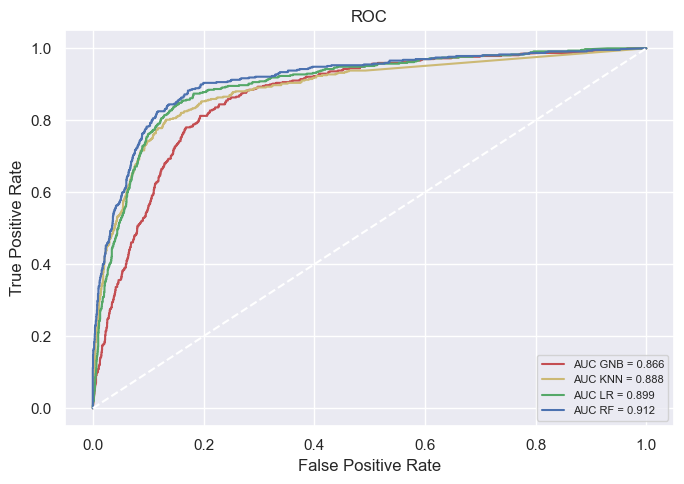 ROC
1.0
0.8
0.6
0.4
0.2
0.0
True Positive Rate
AUC GNB = 0.866
AUC KNN = 0.888
AUC LR = 0.899
AUC RF = 0.912
0.0 0.2 0.4 0.6 0.8 1.0
False Positive Rate